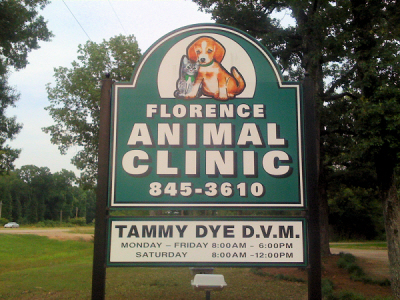 FLORENCE
ANIMAL
CLINIC
845-3610
TAMMY DYE D.V.M.
MONDAY - FRIDAY 8:00AM - 6:00PM
SATURDAY 8:00AM -12:00PM